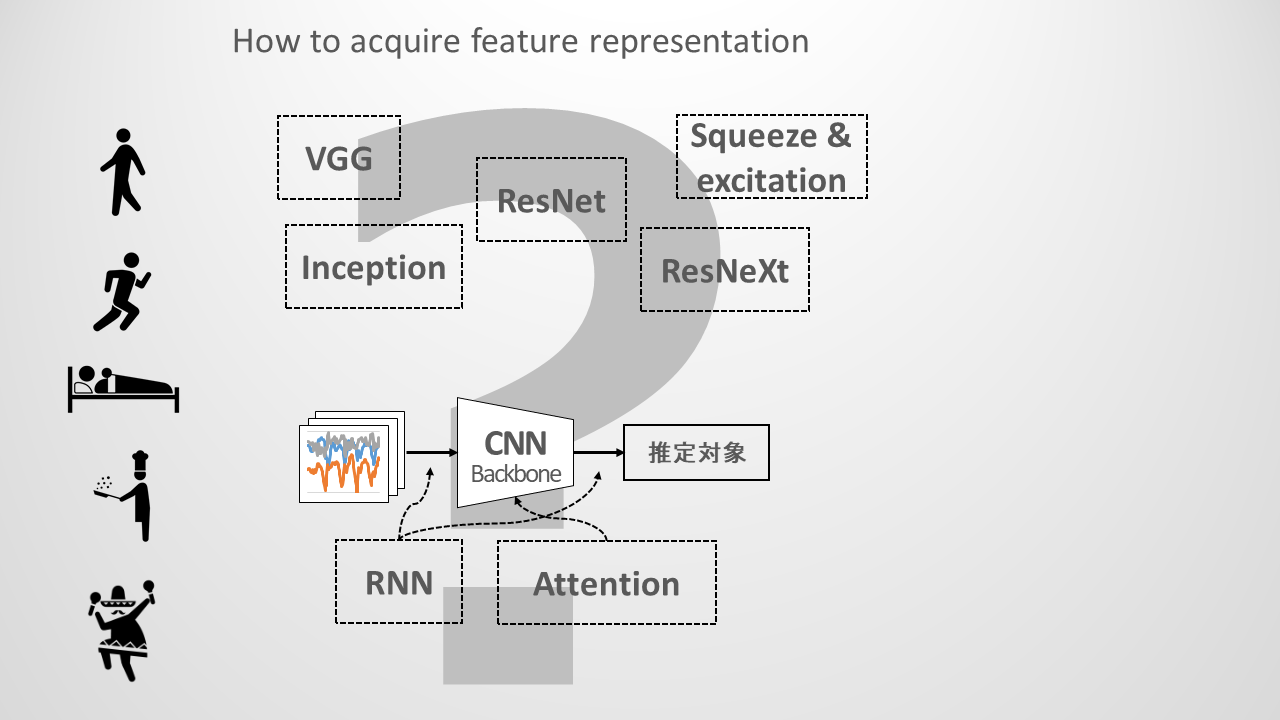 How to acquire feature representation
VGG
Squeeze &
excitation
ResNet
Inception
ResNeXt
CNN
Backbone
推定対象
RNN
Attention
?